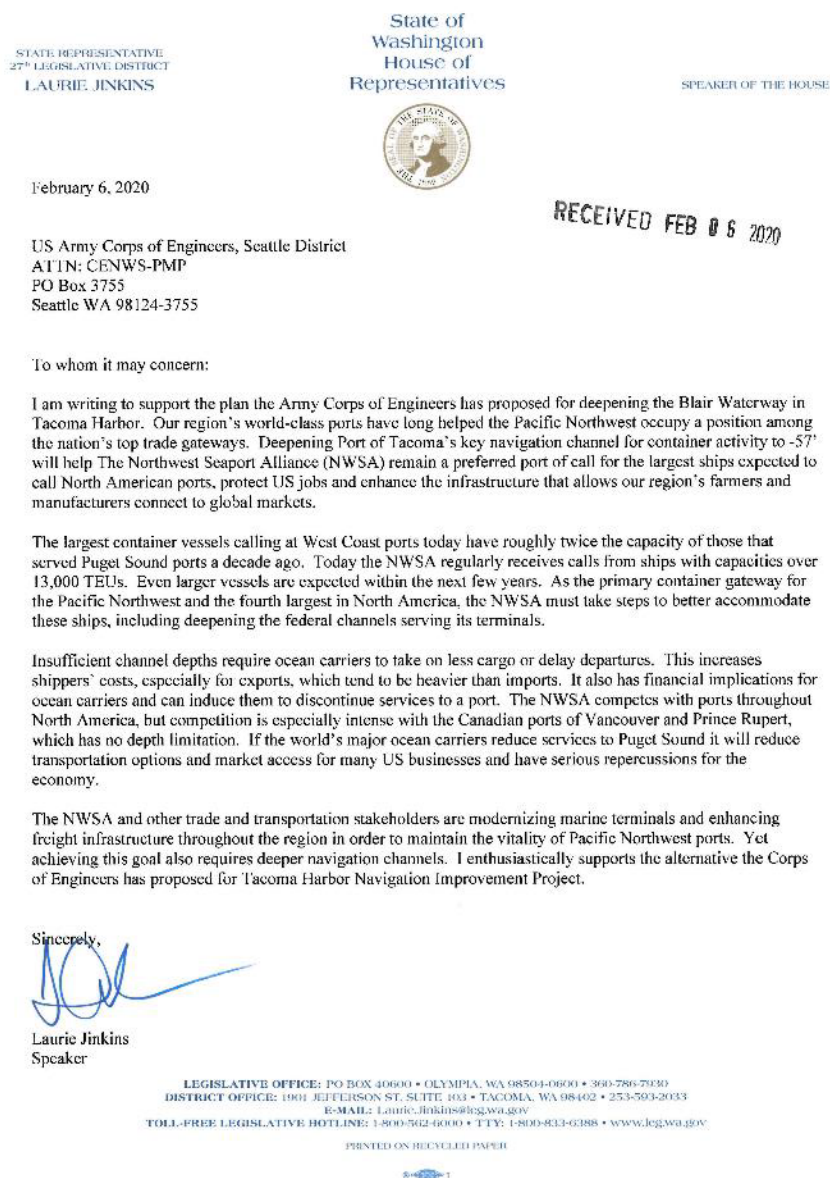 State of
Washington
House of
Representatives
STATE REPRESENTATIVE
27th LEGISLATIVE DISTRICT
LAURIE JINKINS
SPEAKER OF THE HOUSE
THE SEAL OF THE STATE OF WASHINGTON
1889
February 6, 2020
RECEIVED FEB 06 2020
US Army Corps of Engineers, Seattle District
ATTN: CENWS-PMP
PO Box 3755
Seattle WA 98124-3755
To whom it may concern:
I am writing to support the plan the Army Corps of Engineers has proposed for deepening the Blair Waterway in
Tacoma Harbor. Our region's world-class ports have long helped the Pacific Northwest occupy a position among
the nation's top trade gateways. Deepening Port of Tacoma's key navigation channel for container activity to -57'
will help The Northwest Seaport Alliance (NWSA) remain a preferred port of call for the largest ships expected to
call North American ports, protect US jobs and enhance the infrastructure that allows our region's farmers and
manufacturers connect to global markets.
The largest container vessels calling at West Coast ports today have roughly twice the capacity of those that
served Puget Sound ports a decade ago. Today the NWSA regularly receives calls from ships with capacities over
13,000 TEUs. Even larger vessels are expected within the next few years. As the primary container gateway for
the Pacific Northwest and the fourth largest in North America, the NWSA must take steps to better accommodate
these ships, including deepening the federal channels serving its terminals.
Insufficient channel depths require ocean carriers to take on less cargo or delay departures. This increases
shippers' costs, especially for exports, which tend to be heavier than imports. It also has financial implications for
ocean carriers and can induce them to discontinue services to a port. The NWSA competes with ports throughout
North America, but competition is especially intense with the Canadian ports of Vancouver and Prince Rupert,
which has no depth limitation. If the world's major ocean carriers reduce services to Puget Sound it will reduce
transportation options and market access for many US businesses and have serious repercussions for the
economy.
The NWSA and other trade and transportation stakeholders are modernizing marine terminals and enhancing
freight infrastructure throughout the region in order to maintain the vitality of Pacific Northwest ports. Yet
achieving this goal also requires deeper navigation channels. I enthusiastically supports the alternative the Corps
of Engineers has proposed for Tacoma Harbor Navigation Improvement Project.
Sincerely,
Laurie Jinkins
Speaker
LEGISLATIVE OFFICE: PO BOX 40600 • OLYMPIA, WA 98504-0600 • 360-786-7930
DISTRICT OFFICE: 1901 JEFFERSON ST, SUITE 103 • TACOMA, WA 98402 • 253-593-2033
E-MAIL: Laurie.Jinkins@leg.wa.gov
TOLL-FREE LEGISLATIVE HOTLINE: 1-800-562-6000 • TTY: 1-800-833-6388 • www.leg.wa.gov
PRINTED ON RECYCLED PAPER